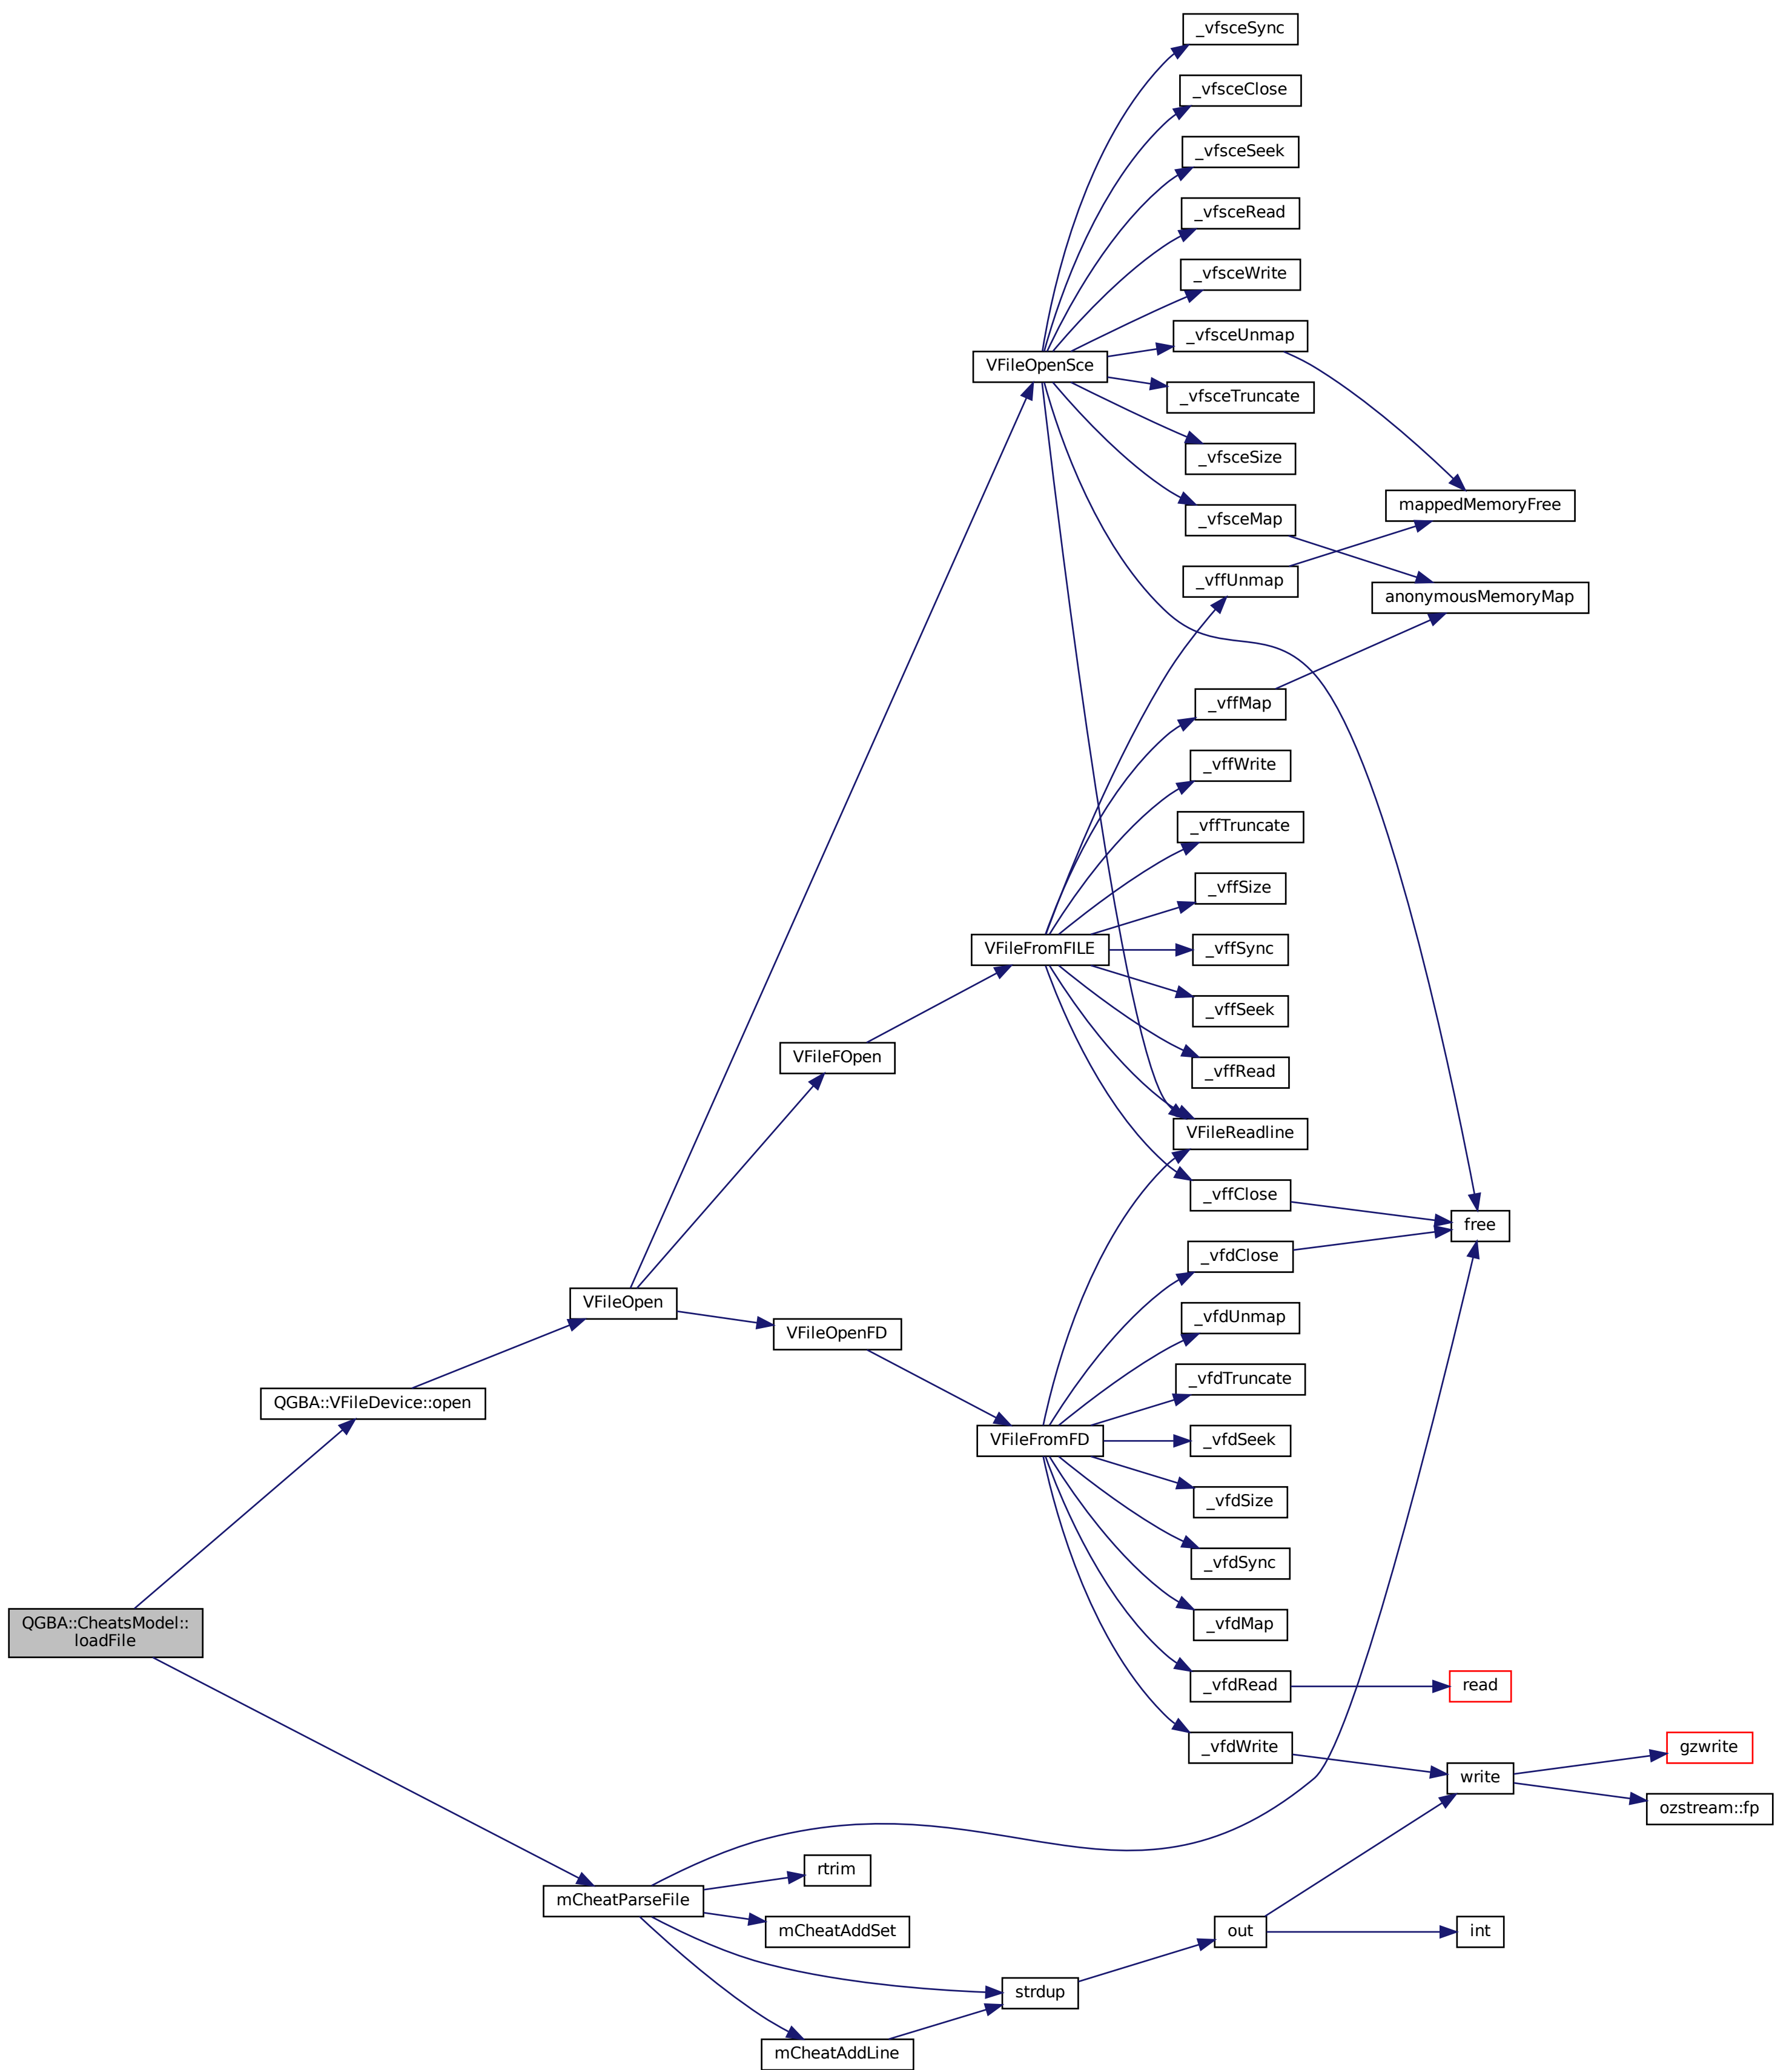 _vfsceSync
_vfsceClose
_vfsceSeek
_vfsceRead
_vfsceWrite
_vfsceUnmap
VFileOpenSce
_vfsceTruncate
_vfsceSize
mappedMemoryFree
_vfsceMap
_vffUnmap
anonymousMemoryMap
_vffMap
_vffWrite
_vffTruncate
_vffSize
VFileFromFILE
_vffSync
_vffSeek
VFileFOpen
_vffRead
VFileReadline
_vffClose
free
_vfdClose
VFileOpen
_vfdUnmap
VFileOpenFD
_vfdTruncate
QGBA::VFileDevice::open
VFileFromFD
_vfdSeek
_vfdSize
_vfdSync
QGBA::CheatsModel::
loadFile
_vfdMap
_vfdRead
read
_vfdWrite
gzwrite
write
ozstream::fp
rtrim
mCheatParseFile
mCheatAddSet
out
int
strdup
mCheatAddLine